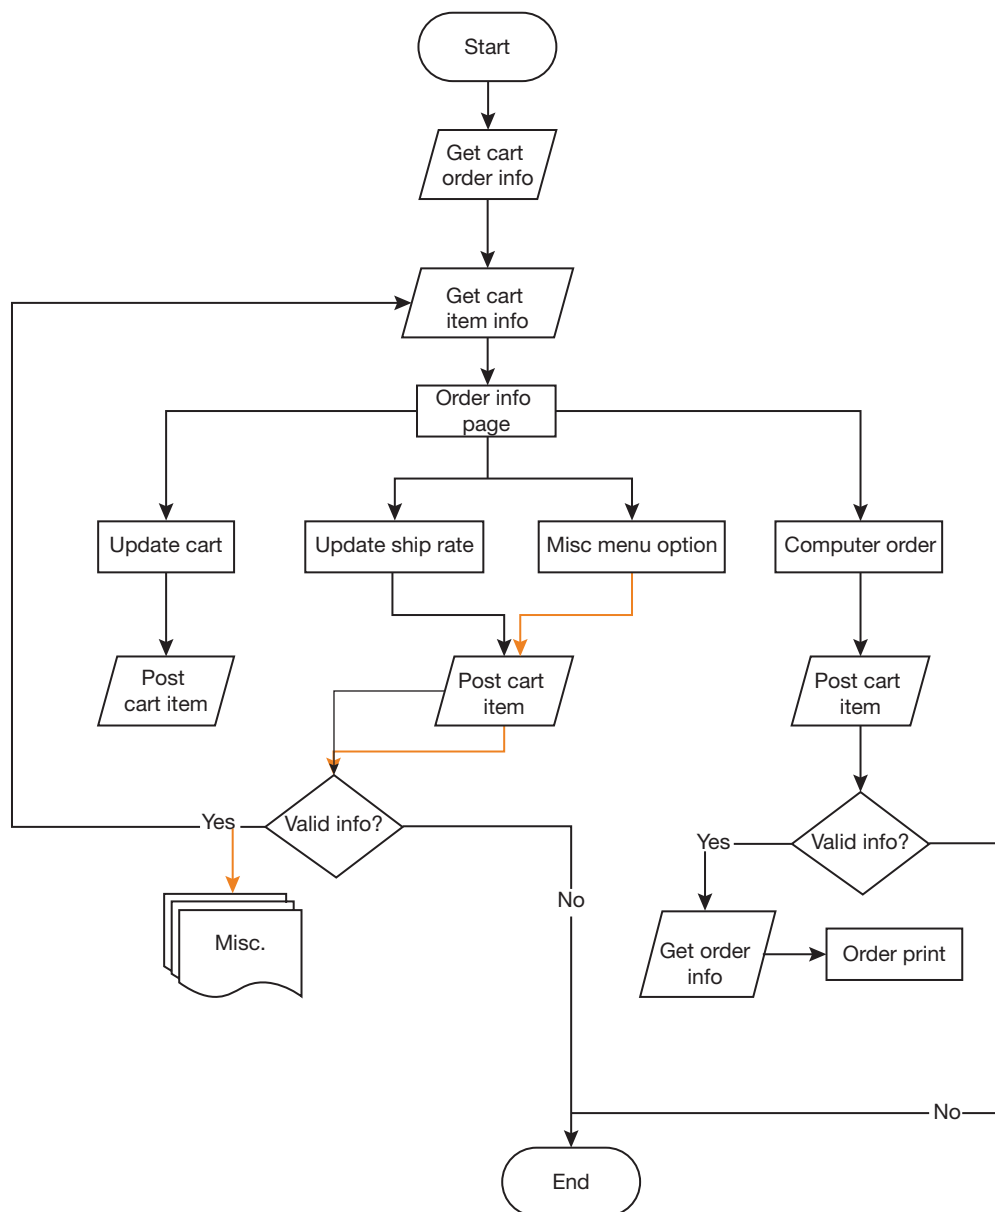 Start
Get cart
order info
Get cart
item info
Order info
page
Update cart
Update ship rate
Misc menu option
Computer order
Post
cart item
Post cart
item
Post cart
item
Yes
Valid info?
Yes
Valid info?
No
Misc.
Get order
info
Order print
No
End